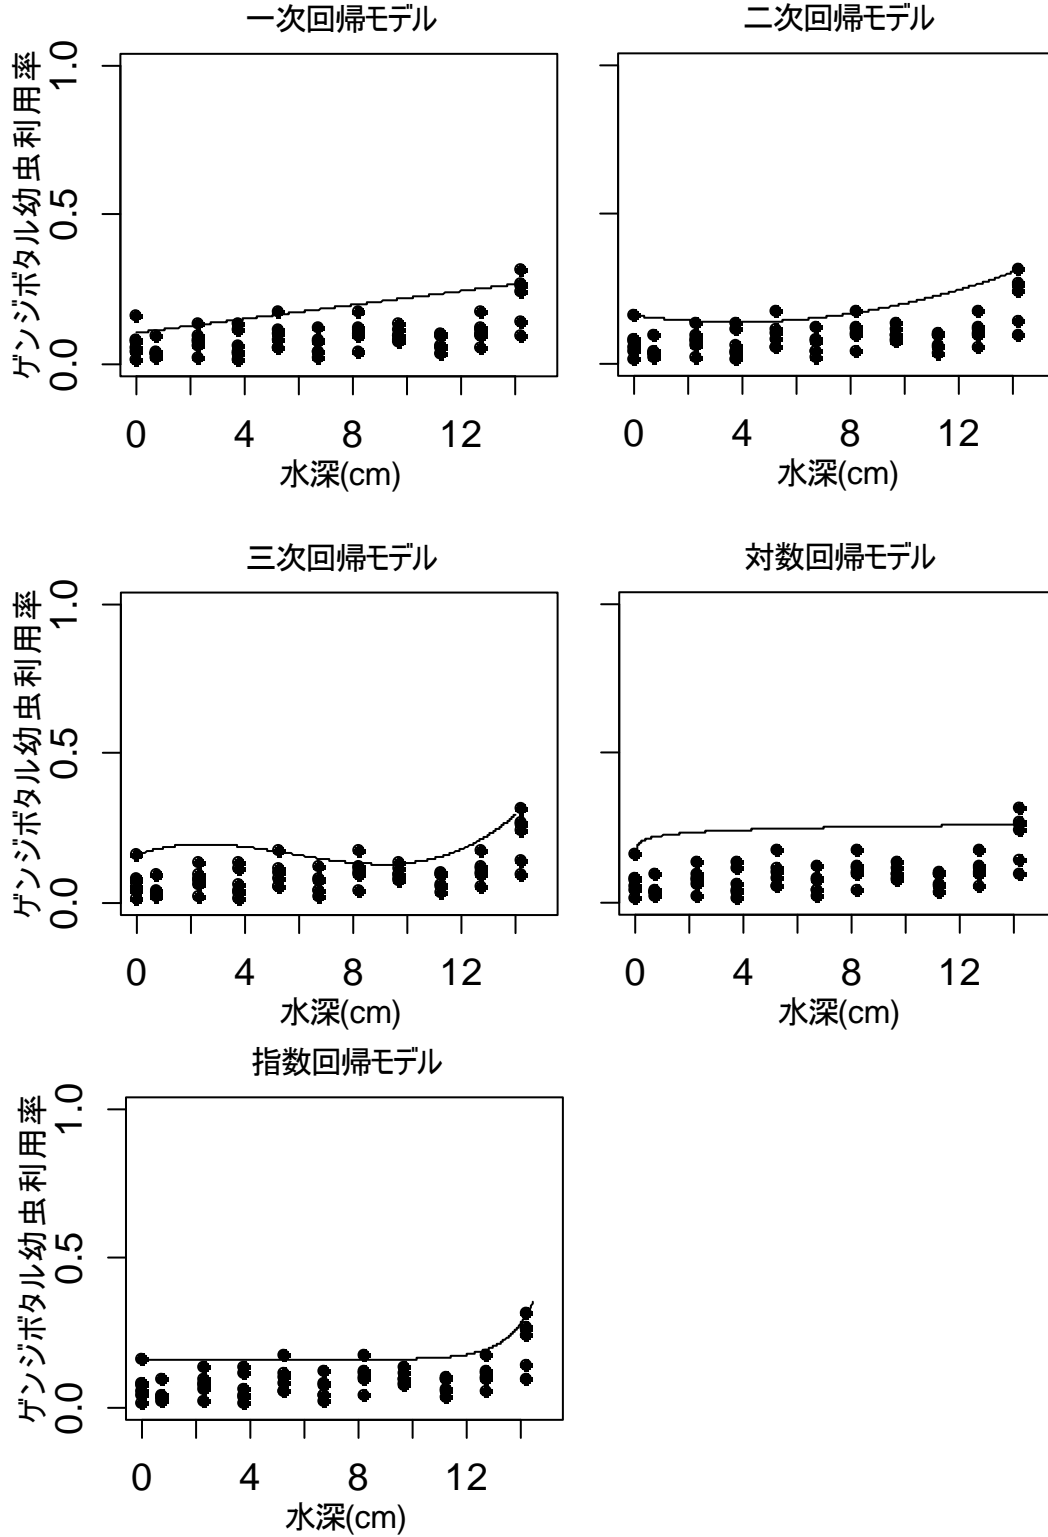 一次回帰モデル
ゲンジボタル幼虫利用率
1.0
0.5
0.0
0 4 8 12
水深(cm)
二次回帰モデル
0 4 8 12
水深(cm)
三次回帰モデル
ゲンジボタル幼虫利用率
1.0
0.5
0.0
0 4 8 12
水深(cm)
対数回帰モデル
0 4 8 12
水深(cm)
指数回帰モデル
ゲンジボタル幼虫利用率
1.0
0.5
0.0
0 4 8 12
水深(cm)